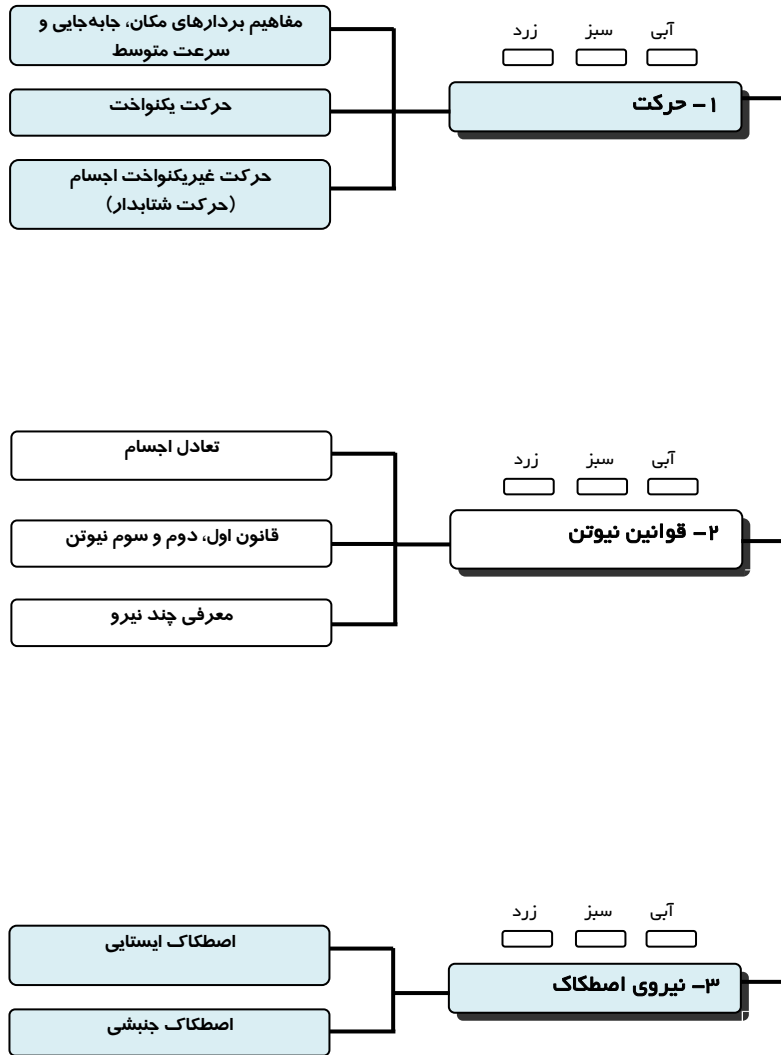 آبی سبز زرد
۱- حرکت
مفاهیم بردارهای مکان، جابه‌جایی و
سرعت متوسط
حرکت یکنواخت
حرکت غیریکنواخت اجسام
(حرکت شتابدار)
آبی سبز زرد
۲- قوانین نیوتن
تعادل اجسام
قانون اول، دوم و سوم نیوتن
معرفی چند نیرو
آبی سبز زرد
۳- نیروی اصطکاک
اصطکاک ایستایی
اصطکاک جنبشی